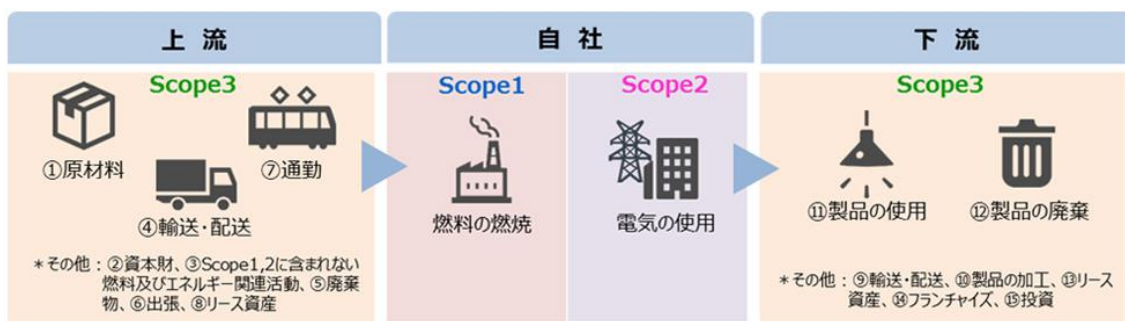 上流
自社
下流
Scope3
①原材料
⑦通勤
④輸送・配送
＊その他：②資本財、③Scope1,2に含まれない
燃料及びエネルギー関連活動、⑤廃棄
物、⑥出張、⑧リース資産
Scope1
燃料の燃焼
Scope2
電気の使用
Scope3
⑪製品の使用
⑫製品の廃棄
＊その他：⑨輸送・配送、⑩製品の加工、⑬リース
資産、⑭フランチャイズ、⑮投資